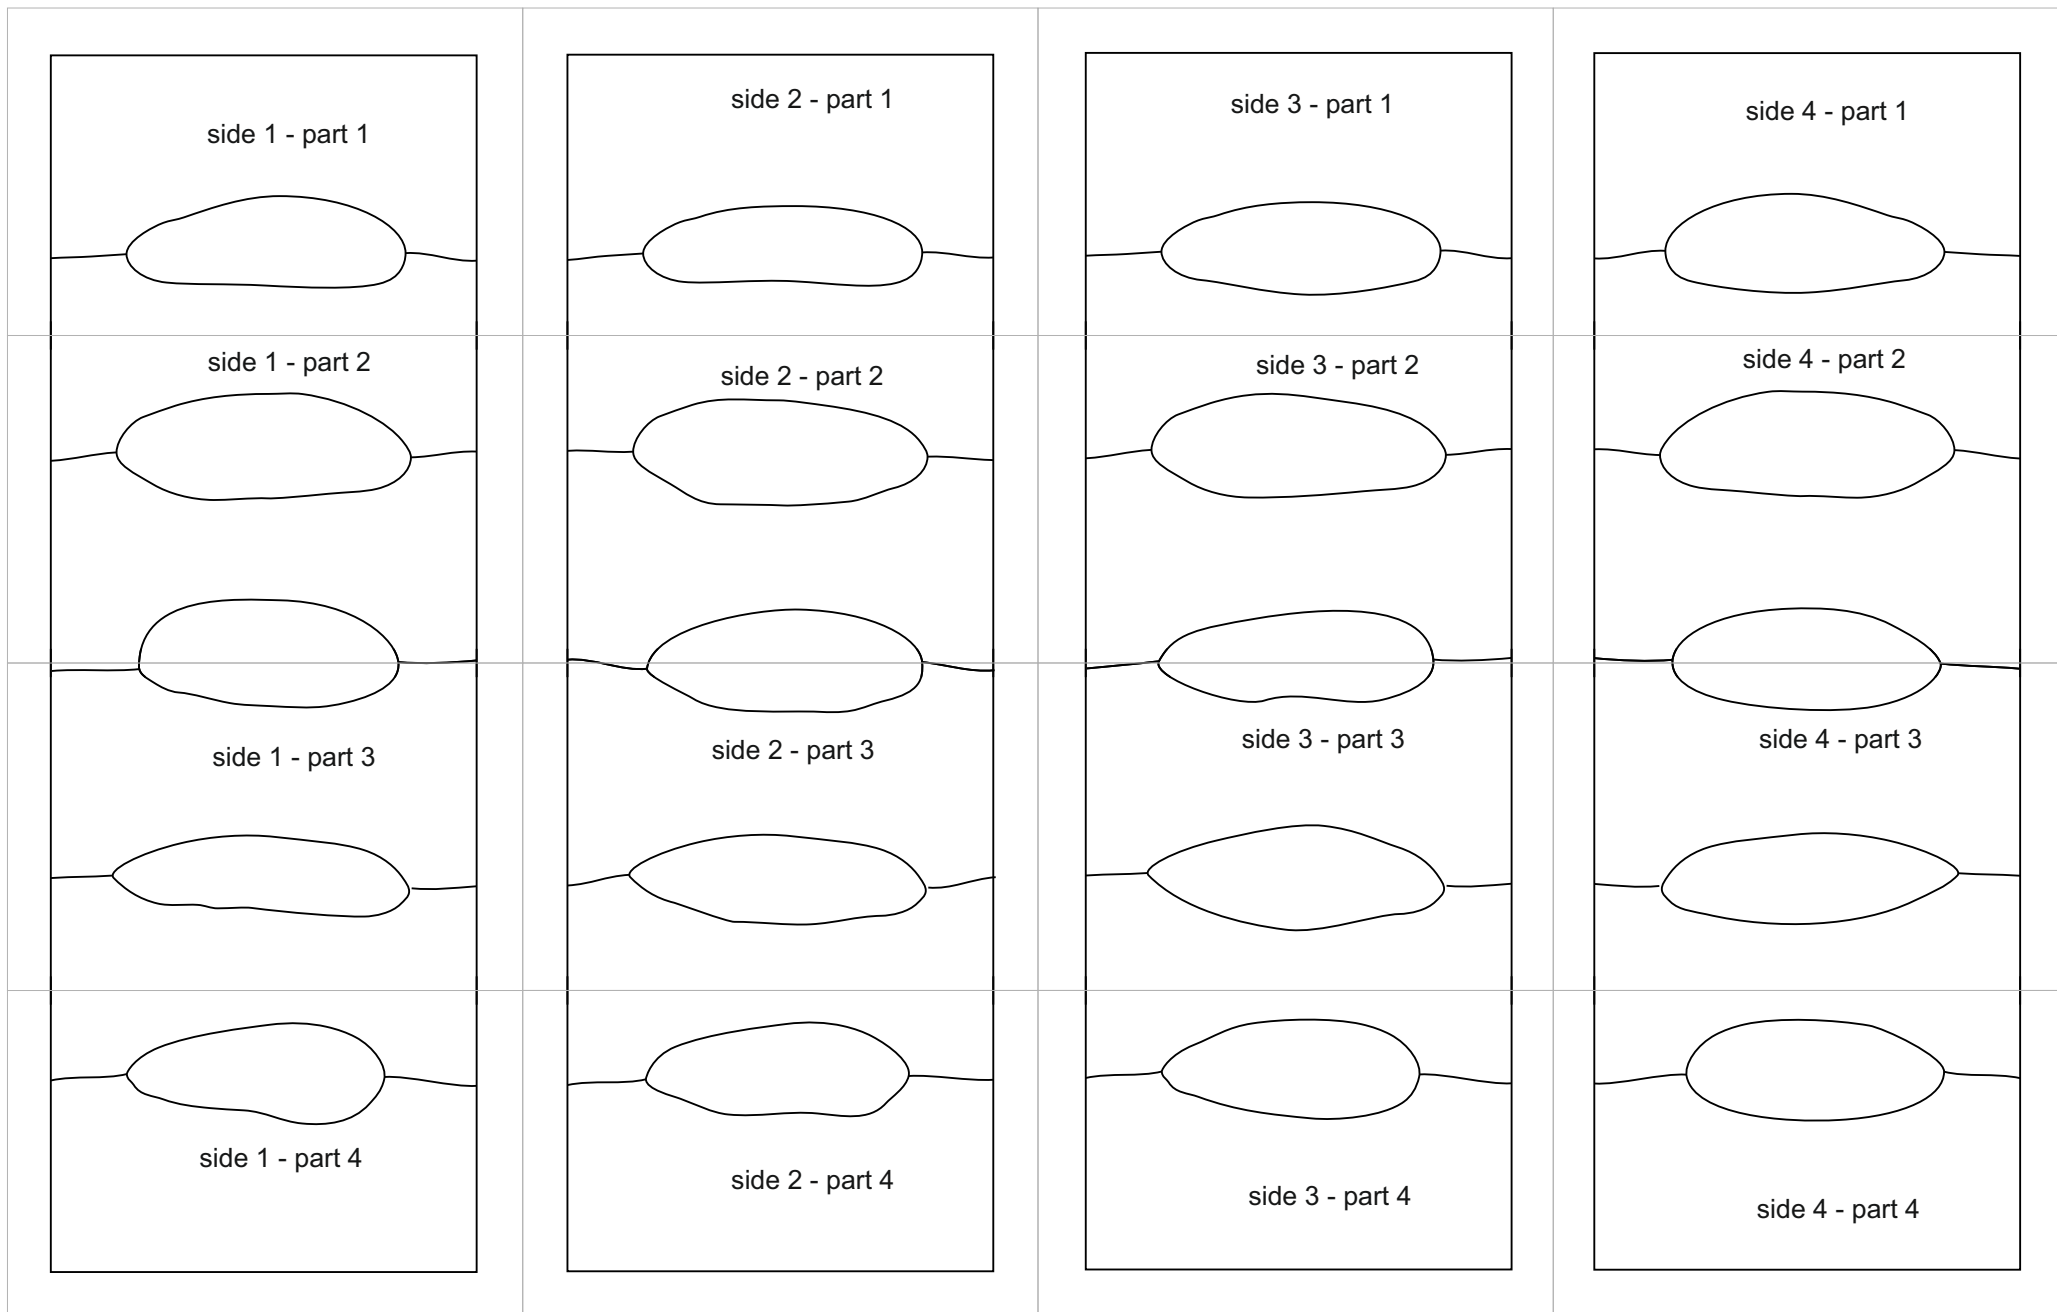 side 1 - part 1
side 2 - part 1
side 3 - part 1
side 4 - part 1
side 1 - part 2
side 2 - part 2
side 3 - part 2
side 4 - part 2
side 1 - part 3
side 2 - part 3
side 3 - part 3
side 4 - part 3
side 1 - part 4
side 2 - part 4
side 3 - part 4
side 4 - part 4